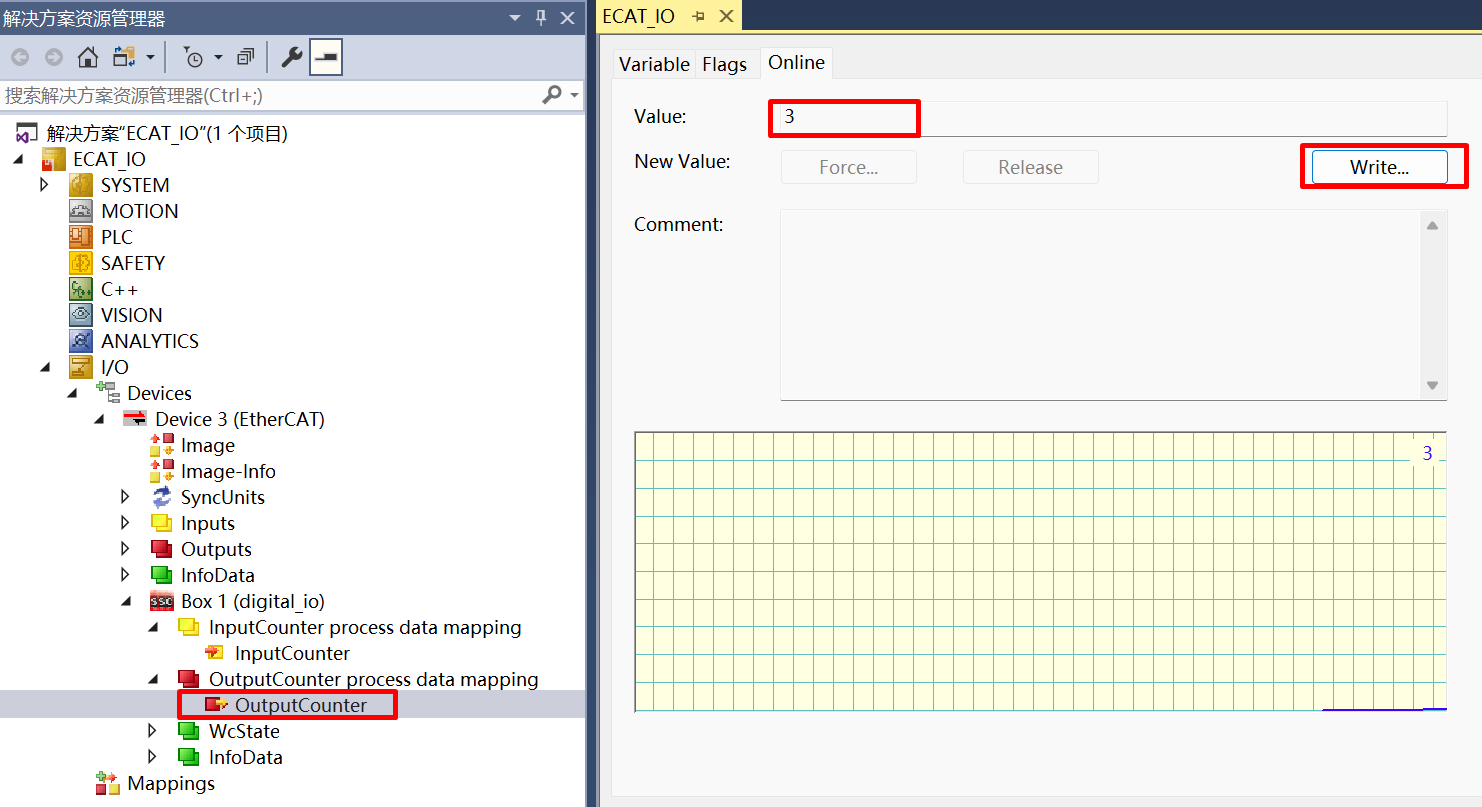 解决方案资源管理器
搜索解决方案资源管理器(Ctrl+;)
解决方案"ECAT_IO"(1 个项目)
ECAT_IO
SYSTEM
MOTION
PLC
SAFETY
C++
VISION
ANALYTICS
I/O
Devices
Device 3 (EtherCAT)
Image
Image-Info
SyncUnits
Inputs
Outputs
InfoData
Box 1 (digital_io)
InputCounter process data mapping
InputCounter
OutputCounter process data mapping
OutputCounter
WcState
InfoData
Mappings
ECAT_IO
Variable Flags Online
Value: 3
New Value: Force... Release Write...
Comment:
3